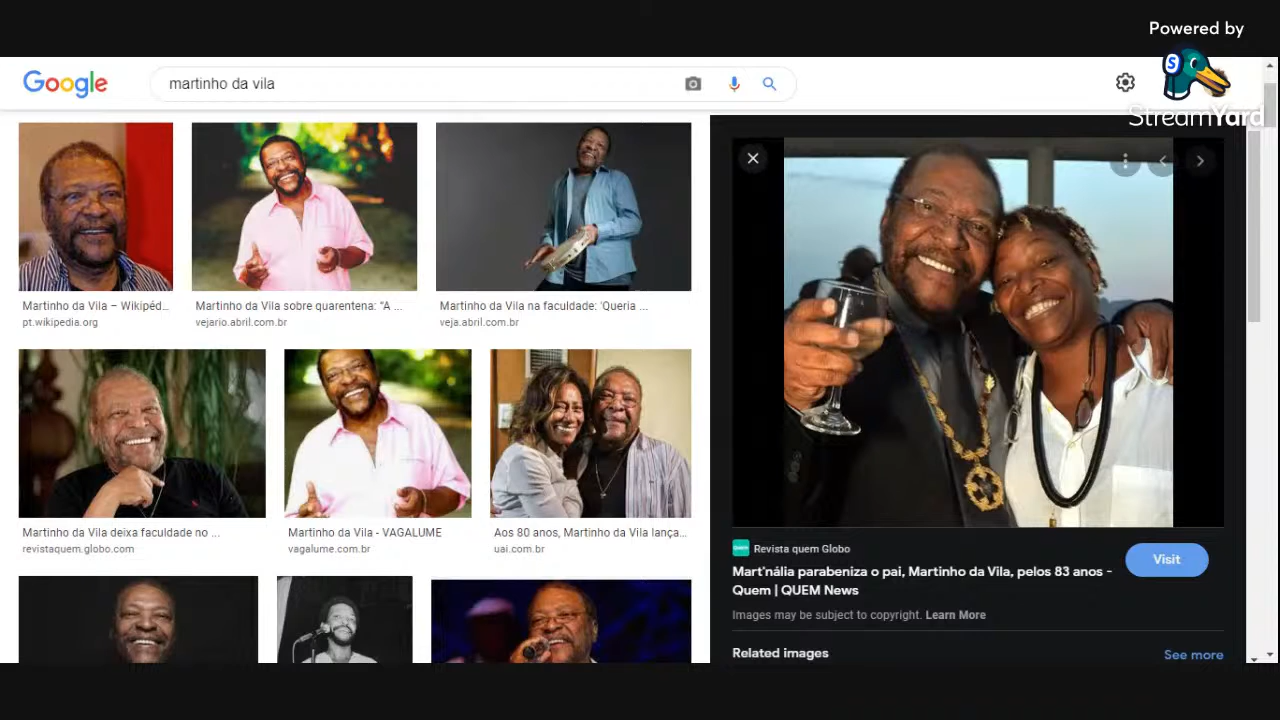 Powered by
StreamYard
Google
martinho da vila
Martinho da Vila – Wikipéd...
pt.wikipedia.org
Martinho da Vila sobre quarentena: “A ...
vejario.abril.com.br
Martinho da Vila na faculdade: 'Queria ...
veja.abril.com.br
Martinho da Vila deixa faculdade no ...
revistaquem.globo.com
Martinho da Vila - VAGALUME
vagalume.com.br
Aos 80 anos, Martinho da Vila lança...
uai.com.br
Revista quem Globo
Mart'nália parabeniza o pai, Martinho da Vila, pelos 83 anos -
Quem | QUEM News
Visit
Images may be subject to copyright. Learn More
Related images
See more